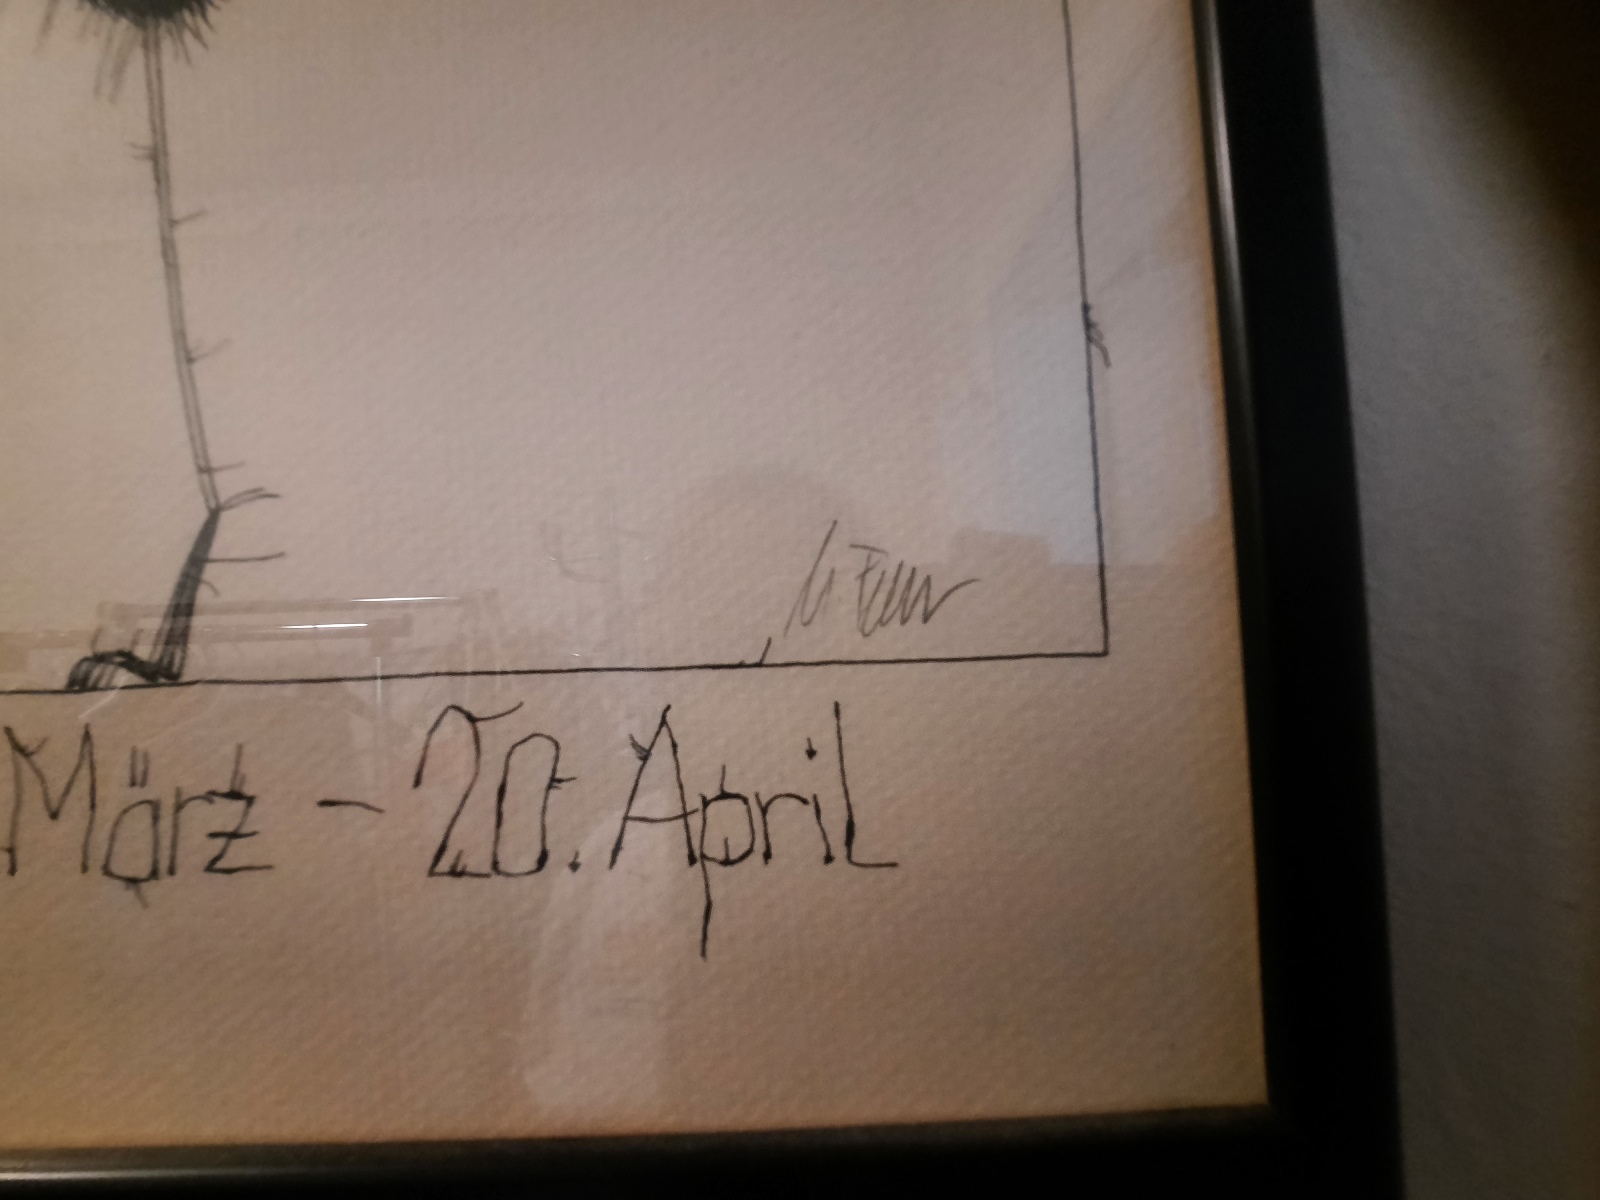 März - 20. April